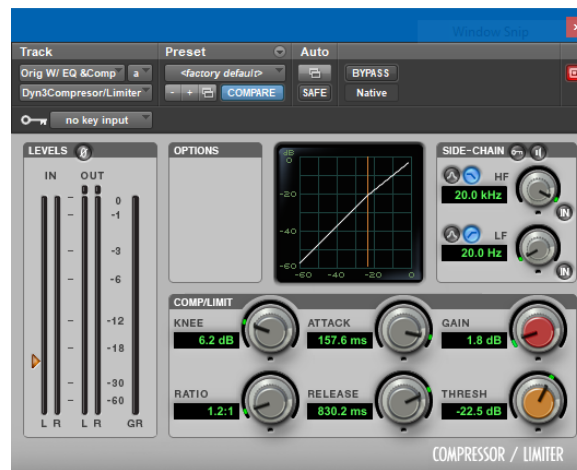 Window Snip
Track Preset Auto
Orig W/ EQ &Comp a <factory default> BYPASS
Dyn3Compresor/Limiter - + COMPARE SAFE Native
no key input
LEVELS Ø OPTIONS SIDE-CHAIN
IN OUT
dB
0
-20
-40
-60
-60 -40 -20 0
HF
20.0 kHz
IN
LF
20.0 Hz
IN
0
-1
-3
-6
-12
-18
-30
-60
L R L R GR
COMP/LIMIT
KNEE ATTACK GAIN
6.2 dB 157.6 ms 1.8 dB
RATIO RELEASE THRESH
1.2:1 830.2 ms -22.5 dB
COMPRESSOR / LIMITER